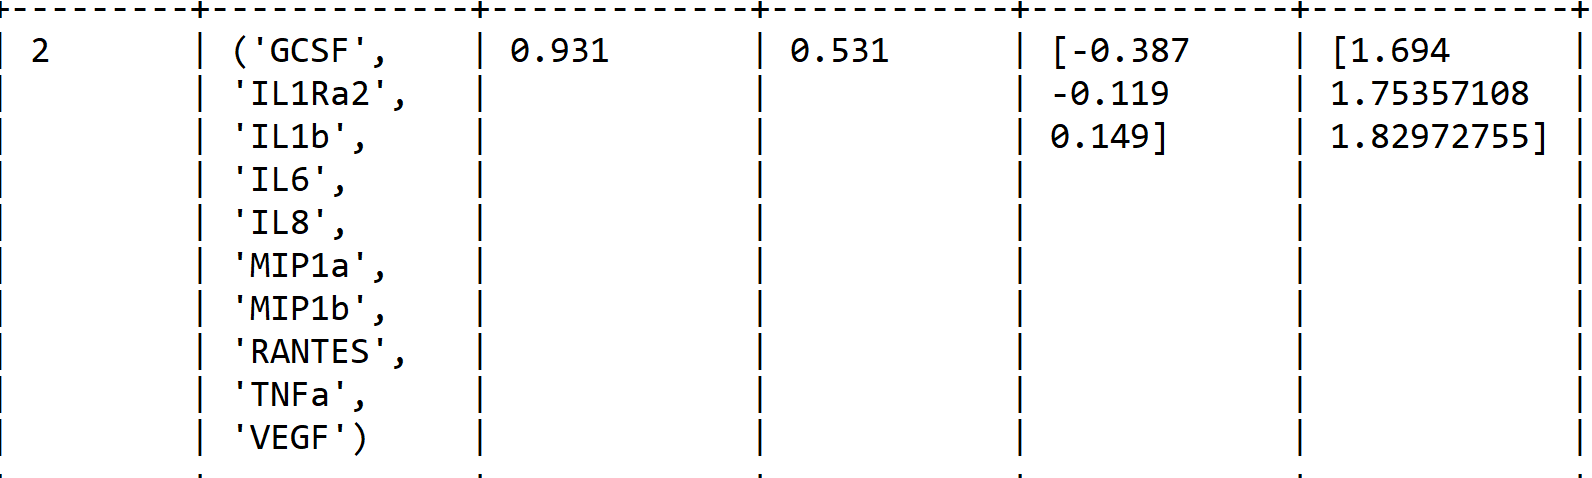 +----------+-------------+-------------+------------+-------------+-------------+
| 2        | ('GCSF',    | 0.931       | 0.531      | [-0.387     | [1.694      |
|          | 'IL1Ra2',   |             |            | -0.119      | 1.75357108  |
|          | 'IL1b',     |             |            | 0.149]      | 1.82972755] |
|          | 'IL6',      |             |            |             |             |
|          | 'IL8',      |             |            |             |             |
|          | 'MIP1a',    |             |            |             |             |
|          | 'MIP1b',    |             |            |             |             |
|          | 'RANTES',   |             |            |             |             |
|          | 'TNFa',     |             |            |             |             |
|          | 'VEGF')     |             |            |             |             |